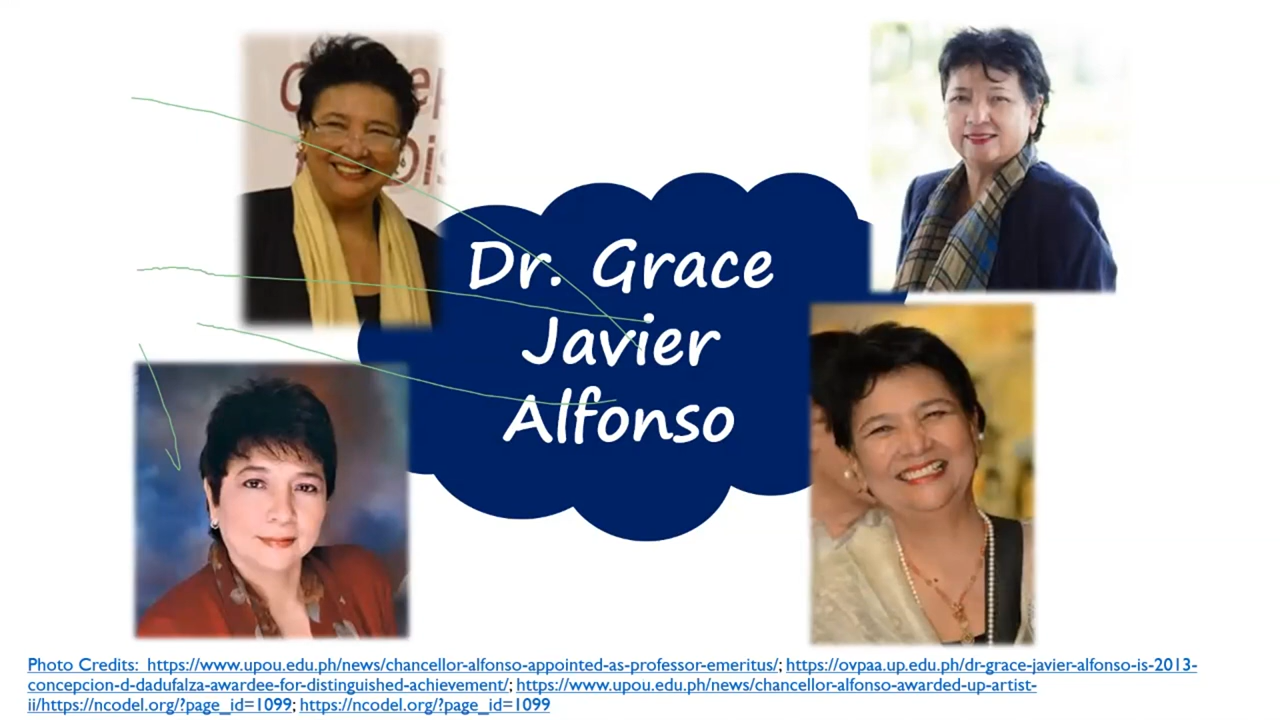 Dr. Grace
Javier
Alfonso
Photo Credits: https://www.upou.edu.ph/news/chancellor-alfonso-appointed-as-professor-emeritus/; https://ovpaa.up.edu.ph/dr-grace-javier-alfonso-is-2013-
concepcion-d-dadufalza-awardee-for-distinguished-achievement/; https://www.upou.edu.ph/news/chancellor-alfonso-awarded-up-artist-
ii/https://ncodel.org/?page_id=1099; https://ncodel.org/?page_id=1099